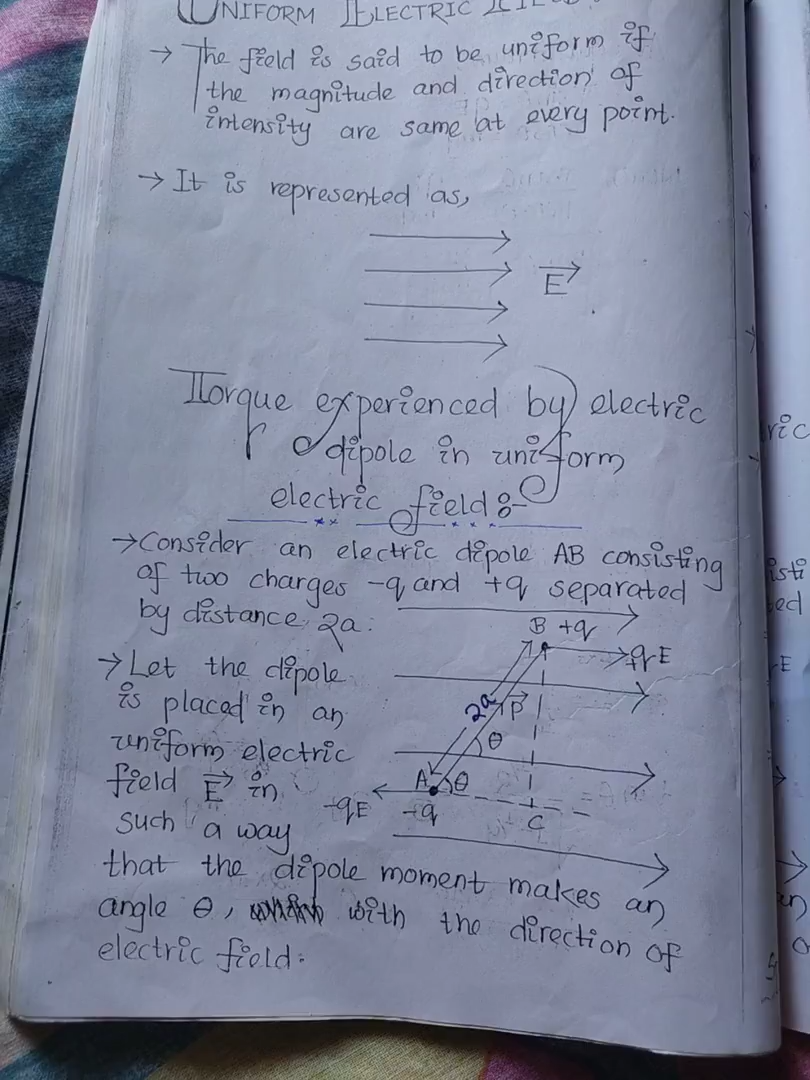 UNIFORM ELECTRIC
→ The field is said to be uniform if
the magnitude and direction of
intensity are same at every point.
→ It is represented as,
E
Torque experienced by electric
dipole in uniform
electric field :-
→ Consider an electric dipole AB consisting
of two charges -q and +q separated
by distance 2a.
B +q
qE
→ Let the dipole
is placed in an
uniform electric
field E in
such a way
2a
P
θ
A θ
-qE
-q
C
that the dipole moment makes an
angle θ, with the direction of
electric field.